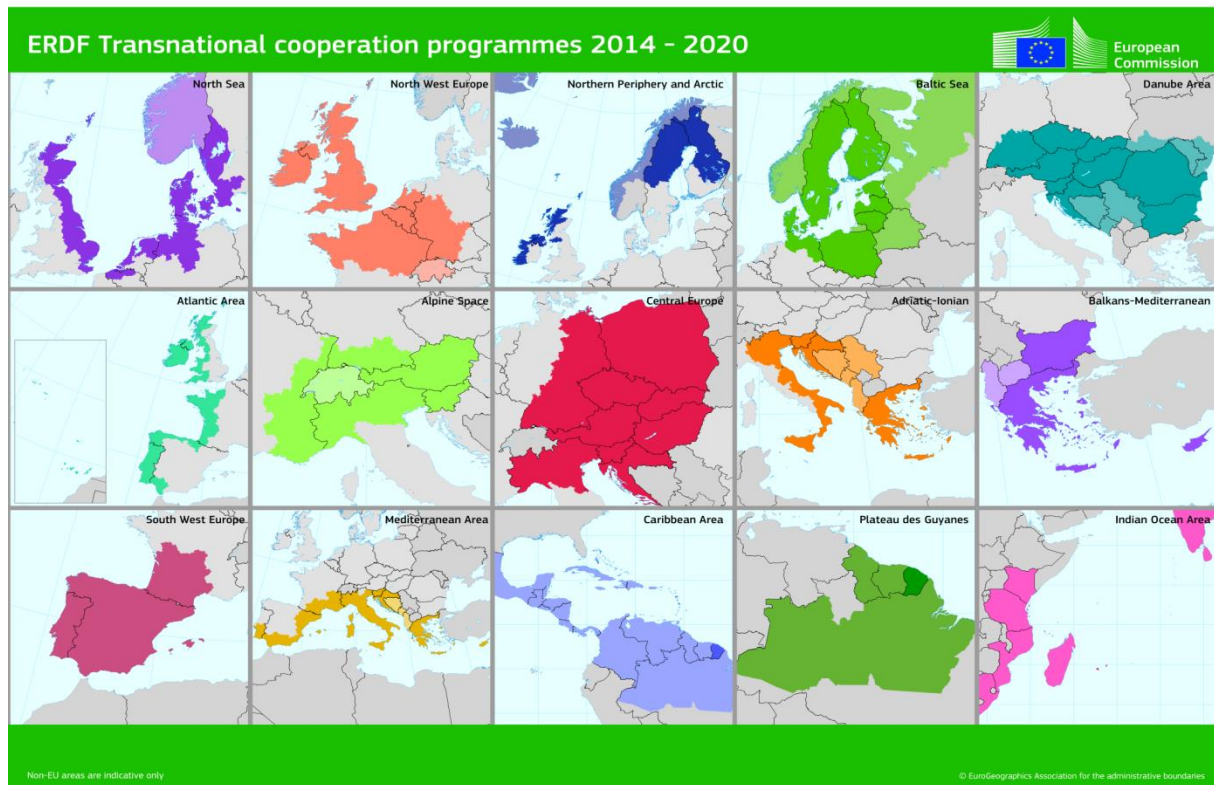 ERDF Transnational cooperation programmes 2014 - 2020
European
Commission
North Sea
North West Europe
Northern Periphery and Arctic
Baltic Sea
Danube Area
Atlantic Area
Alpine Space
Central Europe
Adriatic-Ionian
Balkans-Mediterranean
South West Europe
Mediterranean Area
Caribbean Area
Plateau des Guyanes
Indian Ocean Area
Non-EU areas are indicative only
© EuroGeographics Association for the administrative boundaries